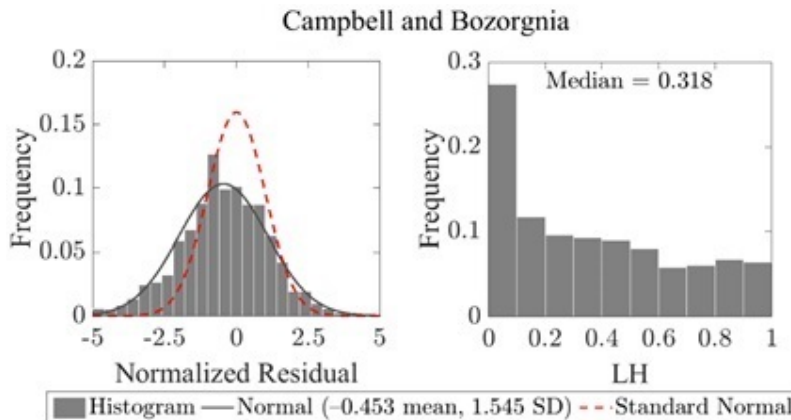 Campbell and Bozorgnia
Frequency
0.2
0.15
0.1
0.05
0
-5
-2.5
0
2.5
5
Normalized Residual
Median = 0.318
Frequency
0.3
0.2
0.1
0
0
0.2
0.4
0.6
0.8
1
LH
Histogram Normal (–0.453 mean, 1.545 SD) Standard Normal